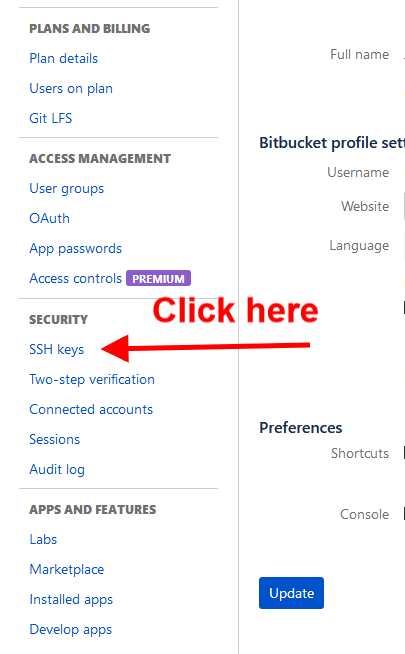 PLANS AND BILLING
Plan details
Users on plan
Git LFS
ACCESS MANAGEMENT
User groups
OAuth
App passwords
Access controls PREMIUM
SECURITY
Click here
SSH keys
Two-step verification
Connected accounts
Sessions
Audit log
APPS AND FEATURES
Labs
Marketplace
Installed apps
Develop apps
Full name
Bitbucket profile sett
Username
Website
Language
Preferences
Shortcuts
Console
Update